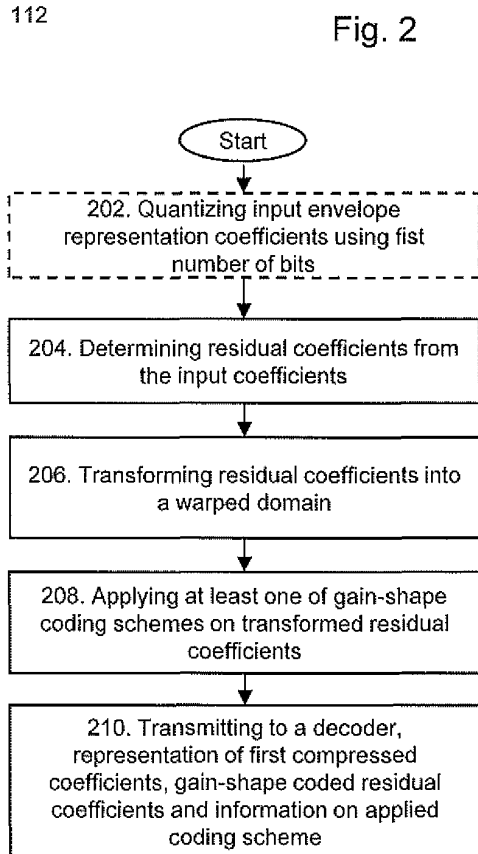 112
Fig. 2
Start
202. Quantizing input envelope
representation coefficients using fist
number of bits
204. Determining residual coefficients from
the input coefficients
206. Transforming residual coefficients into
a warped domain
208. Applying at least one of gain-shape
coding schemes on transformed residual
coefficients
210. Transmitting to a decoder,
representation of first compressed
coefficients, gain-shape coded residual
coefficients and information on applied
coding scheme